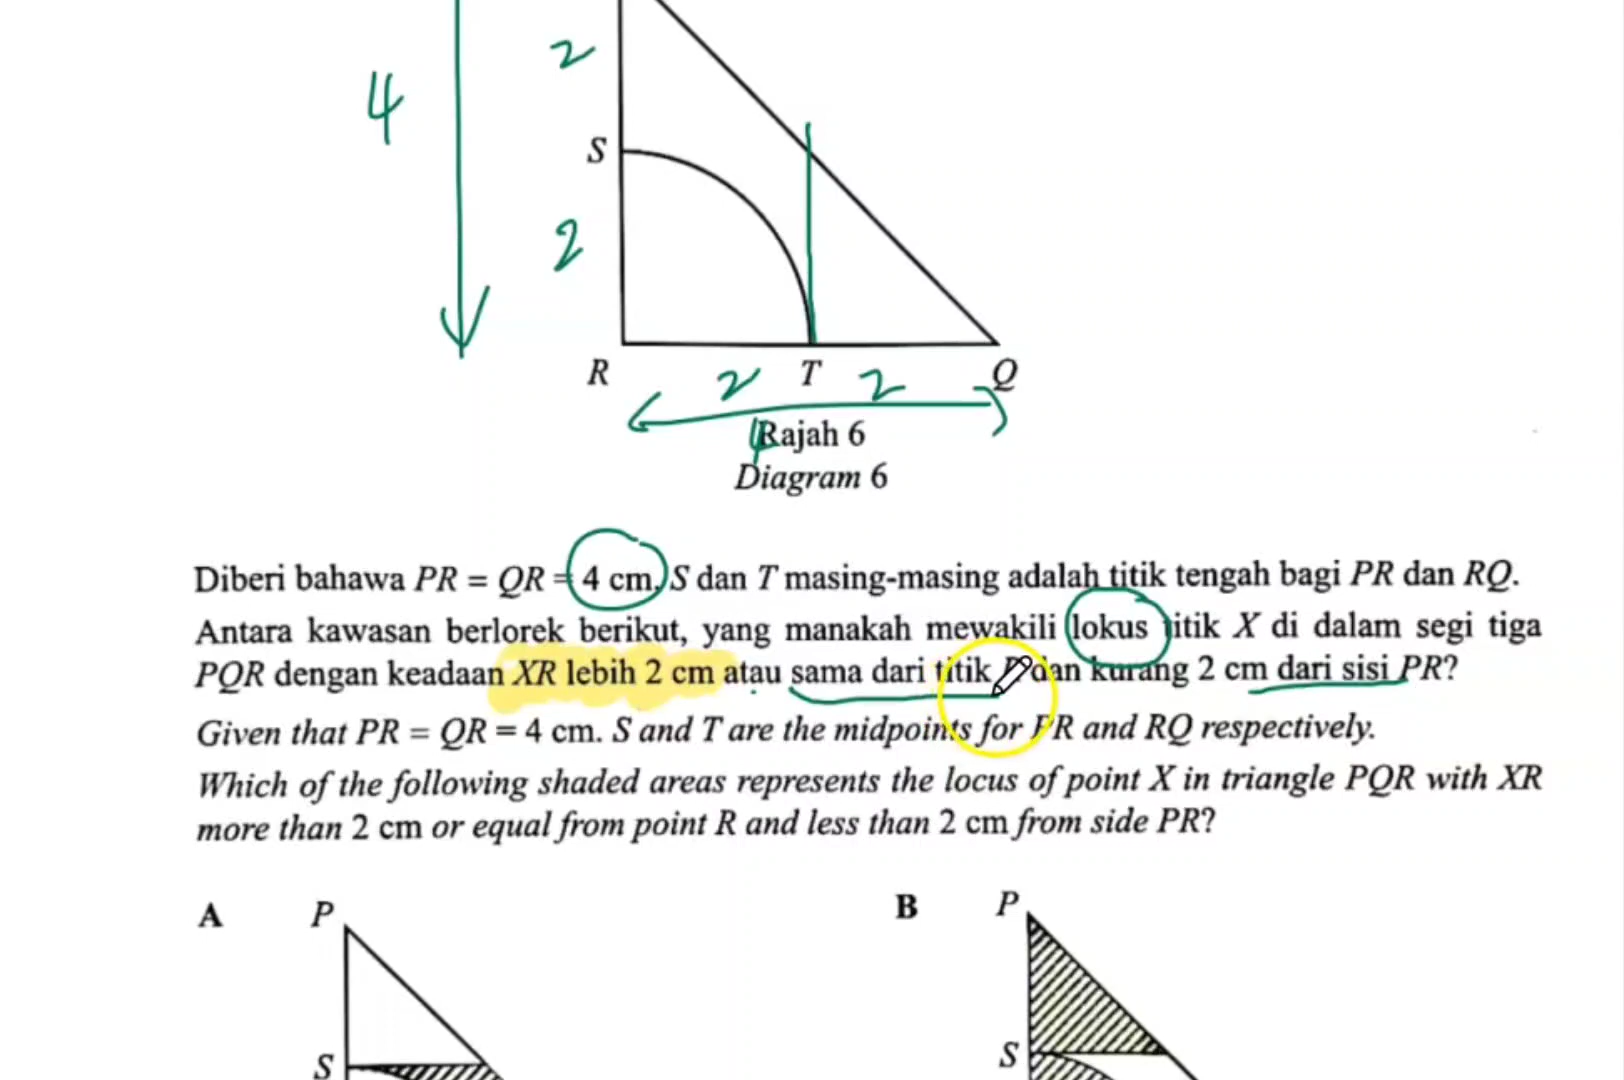 2
4
S
2
R
2
T
2
Q
4
Rajah 6
Diagram 6
Diberi bahawa PR = QR = 4 cm. S dan T masing-masing adalah titik tengah bagi PR dan RQ.
Antara kawasan berlorek berikut, yang manakah mewakili lokus titik X di dalam segi tiga
PQR dengan keadaan XR lebih 2 cm atau sama dari titik dan kurang 2 cm dari sisi PR?
Given that PR = QR = 4 cm. S and T are the midpoints for PR and RQ respectively.
Which of the following shaded areas represents the locus of point X in triangle PQR with XR
more than 2 cm or equal from point R and less than 2 cm from side PR?
A
P
B
P
S
S